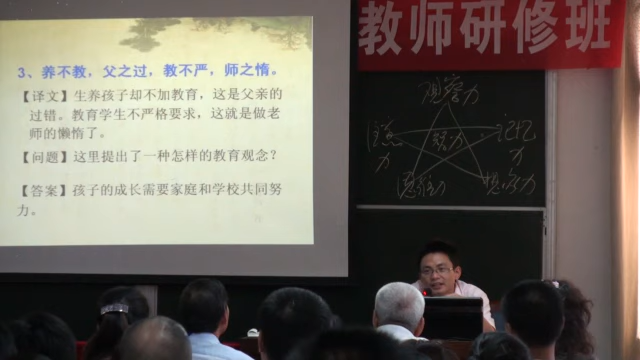 3、养不教，父之过，教不严，师之惰。
【译文】生养孩子却不加教育，这是父亲的
过错。教育学生不严格要求，这就是做老
师的懒惰了。
【问题】这里提出了一种怎样的教育观念？
【答案】孩子的成长需要家庭和学校共同努
力。
教师研修班
观察力
注意
力
记忆
力
思维力
想象力